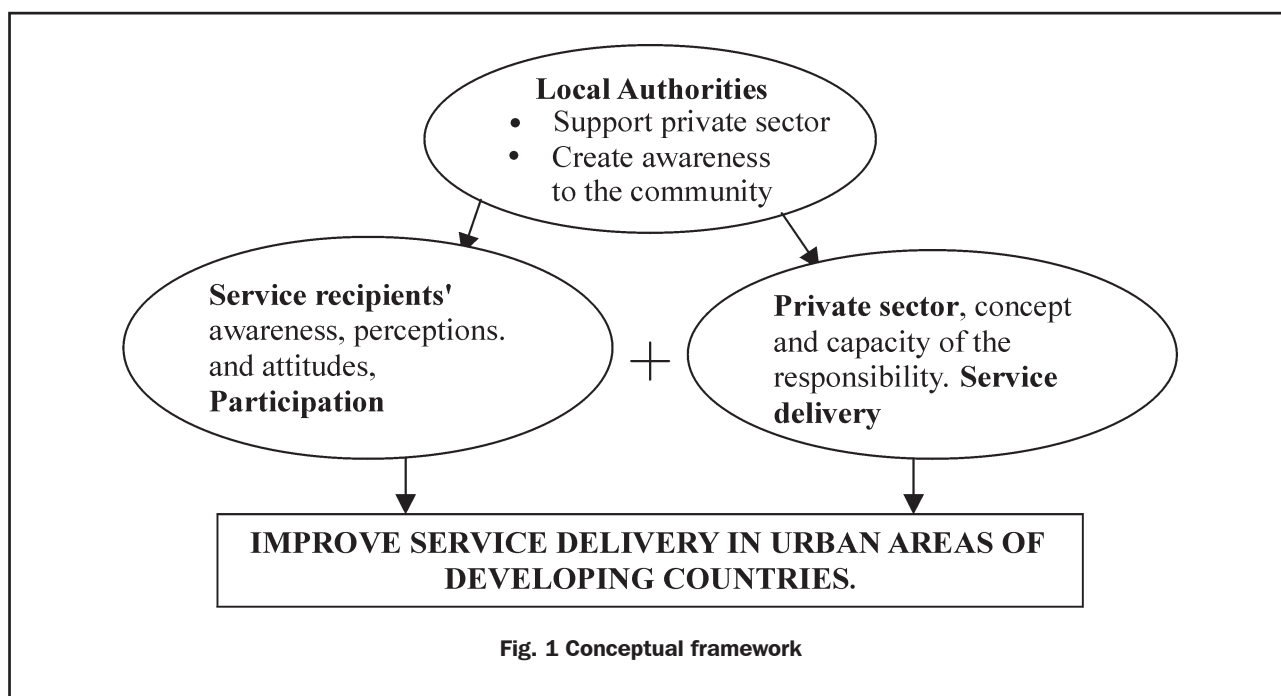 Local Authorities
• Support private sector
• Create awareness
to the community
Service recipients'
awareness, perceptions.
and attitudes,
Participation
+
Private sector, concept
and capacity of the
responsibility. Service
delivery
IMPROVE SERVICE DELIVERY IN URBAN AREAS OF
DEVELOPING COUNTRIES.
Fig. 1 Conceptual framework